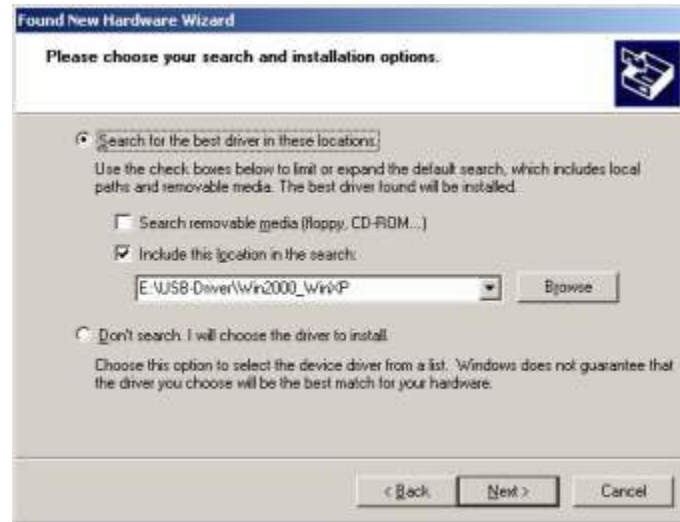 Found New Hardware Wizard
Please choose your search and installation options.
Search for the best driver in these locations.
Use the check boxes below to limit or expand the default search, which includes local
paths and removable media. The best driver found will be installed.
Search removable media (floppy, CD-ROM...)
Include this location in the search:
E:\USB-Driver\Win2000_WinXP
Browse
Don't search. I will choose the driver to install.
Choose this option to select the device driver from a list. Windows does not guarantee that
the driver you choose will be the best match for your hardware.
< Back
Next >
Cancel